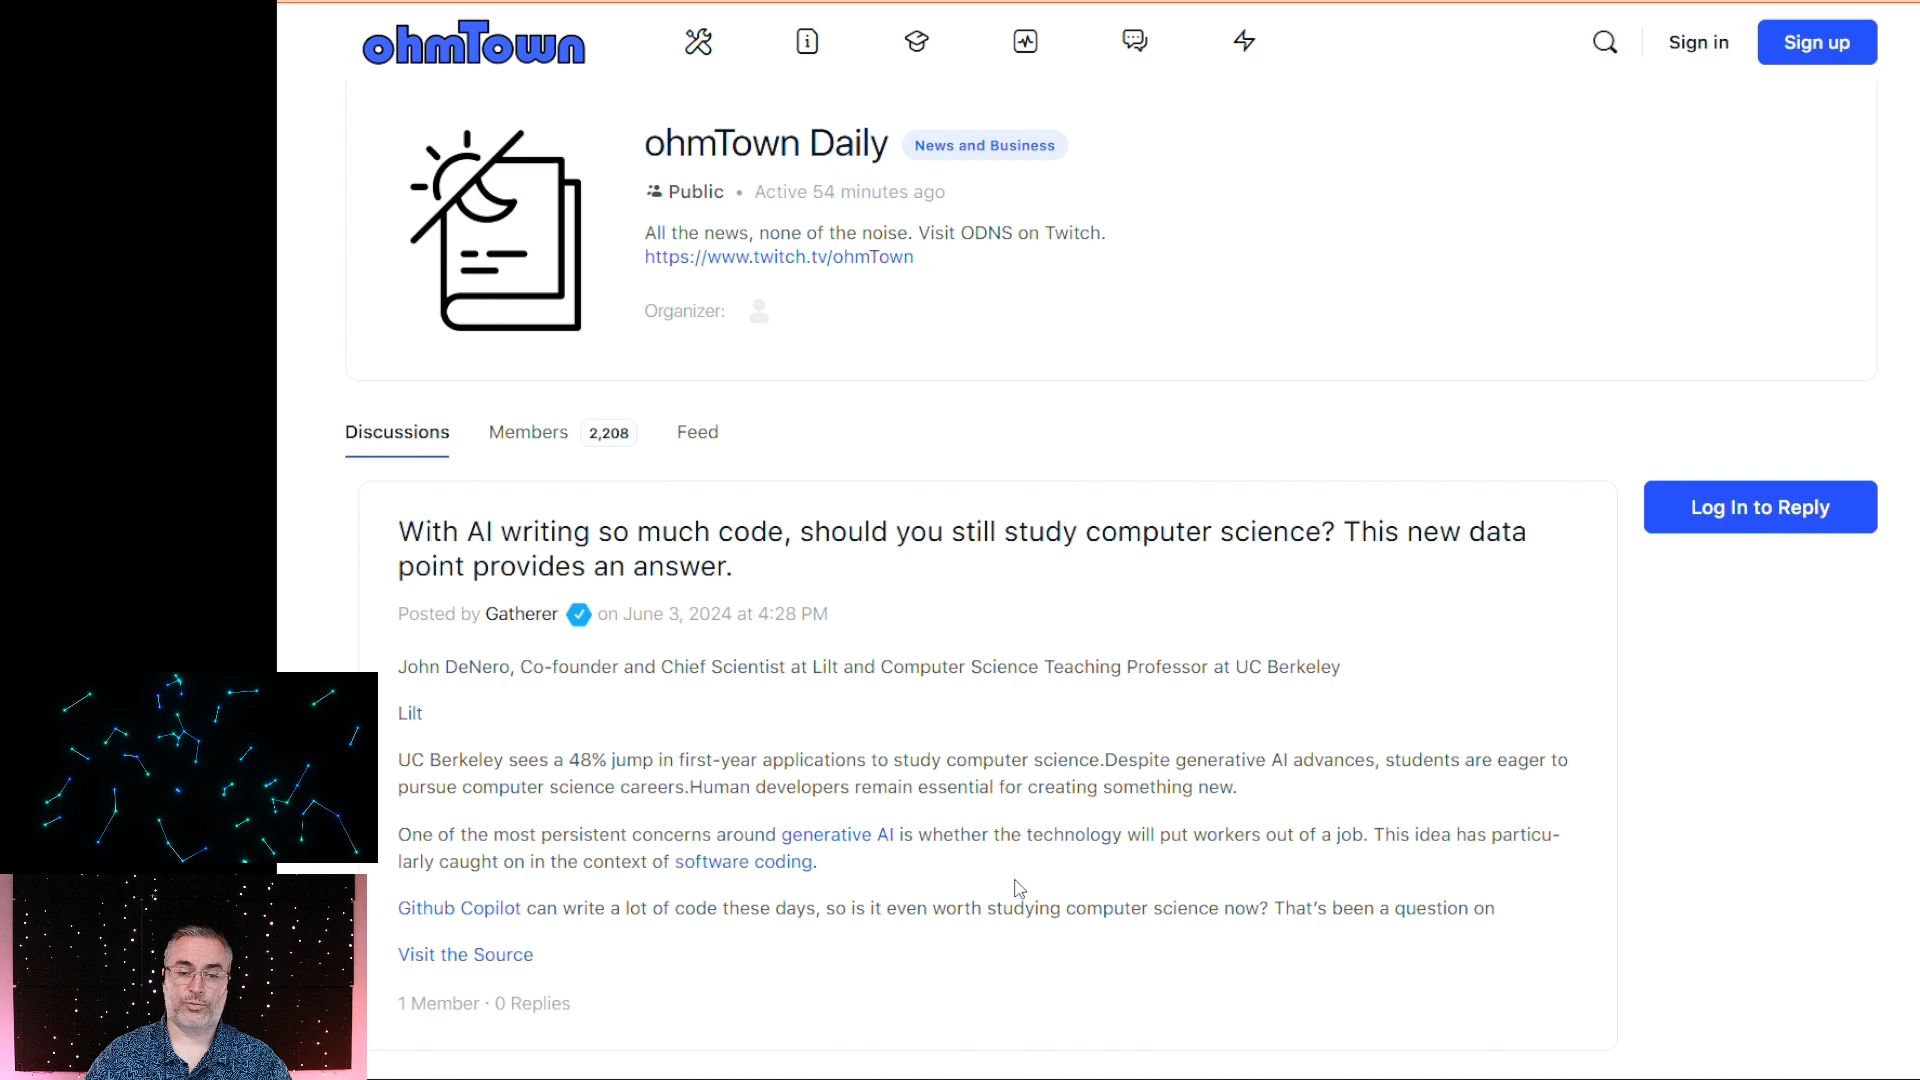 ohmTown
Sign in
Sign up
ohmTown Daily
News and Business
Public • Active 54 minutes ago
All the news, none of the noise. Visit ODNS on Twitch.
https://www.twitch.tv/ohmTown
Organizer:
Discussions
Members 2,208
Feed
With AI writing so much code, should you still study computer science? This new data
point provides an answer.
Log In to Reply
Posted by Gatherer on June 3, 2024 at 4:28 PM
John DeNero, Co-founder and Chief Scientist at Lilt and Computer Science Teaching Professor at UC Berkeley
Lilt
UC Berkeley sees a 48% jump in first-year applications to study computer science.Despite generative AI advances, students are eager to
pursue computer science careers.Human developers remain essential for creating something new.
One of the most persistent concerns around generative AI is whether the technology will put workers out of a job. This idea has particu-
larly caught on in the context of software coding.
Github Copilot can write a lot of code these days, so is it even worth studying computer science now? That’s been a question on
Visit the Source
1 Member · 0 Replies